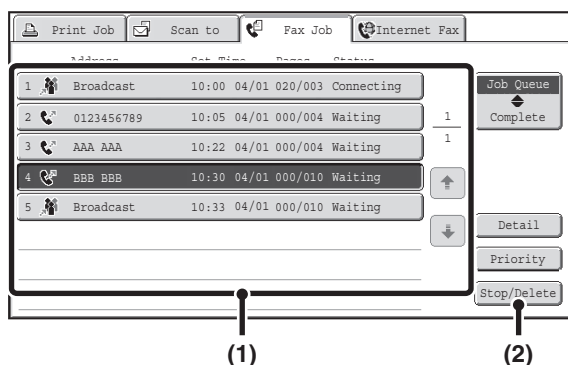 Print Job Scan to Fax Job Internet Fax
Address Set Time Pages Status
1 Broadcast 10:00 04/01 020/003 Connecting
2 0123456789 10:05 04/01 000/004 Waiting
3 AAA AAA 10:22 04/01 000/004 Waiting
4 BBB BBB 10:30 04/01 000/010 Waiting
5 Broadcast 10:33 04/01 000/010 Waiting
1
1
Job Queue
Complete
Detail
Priority
Stop/Delete
(1) (2)